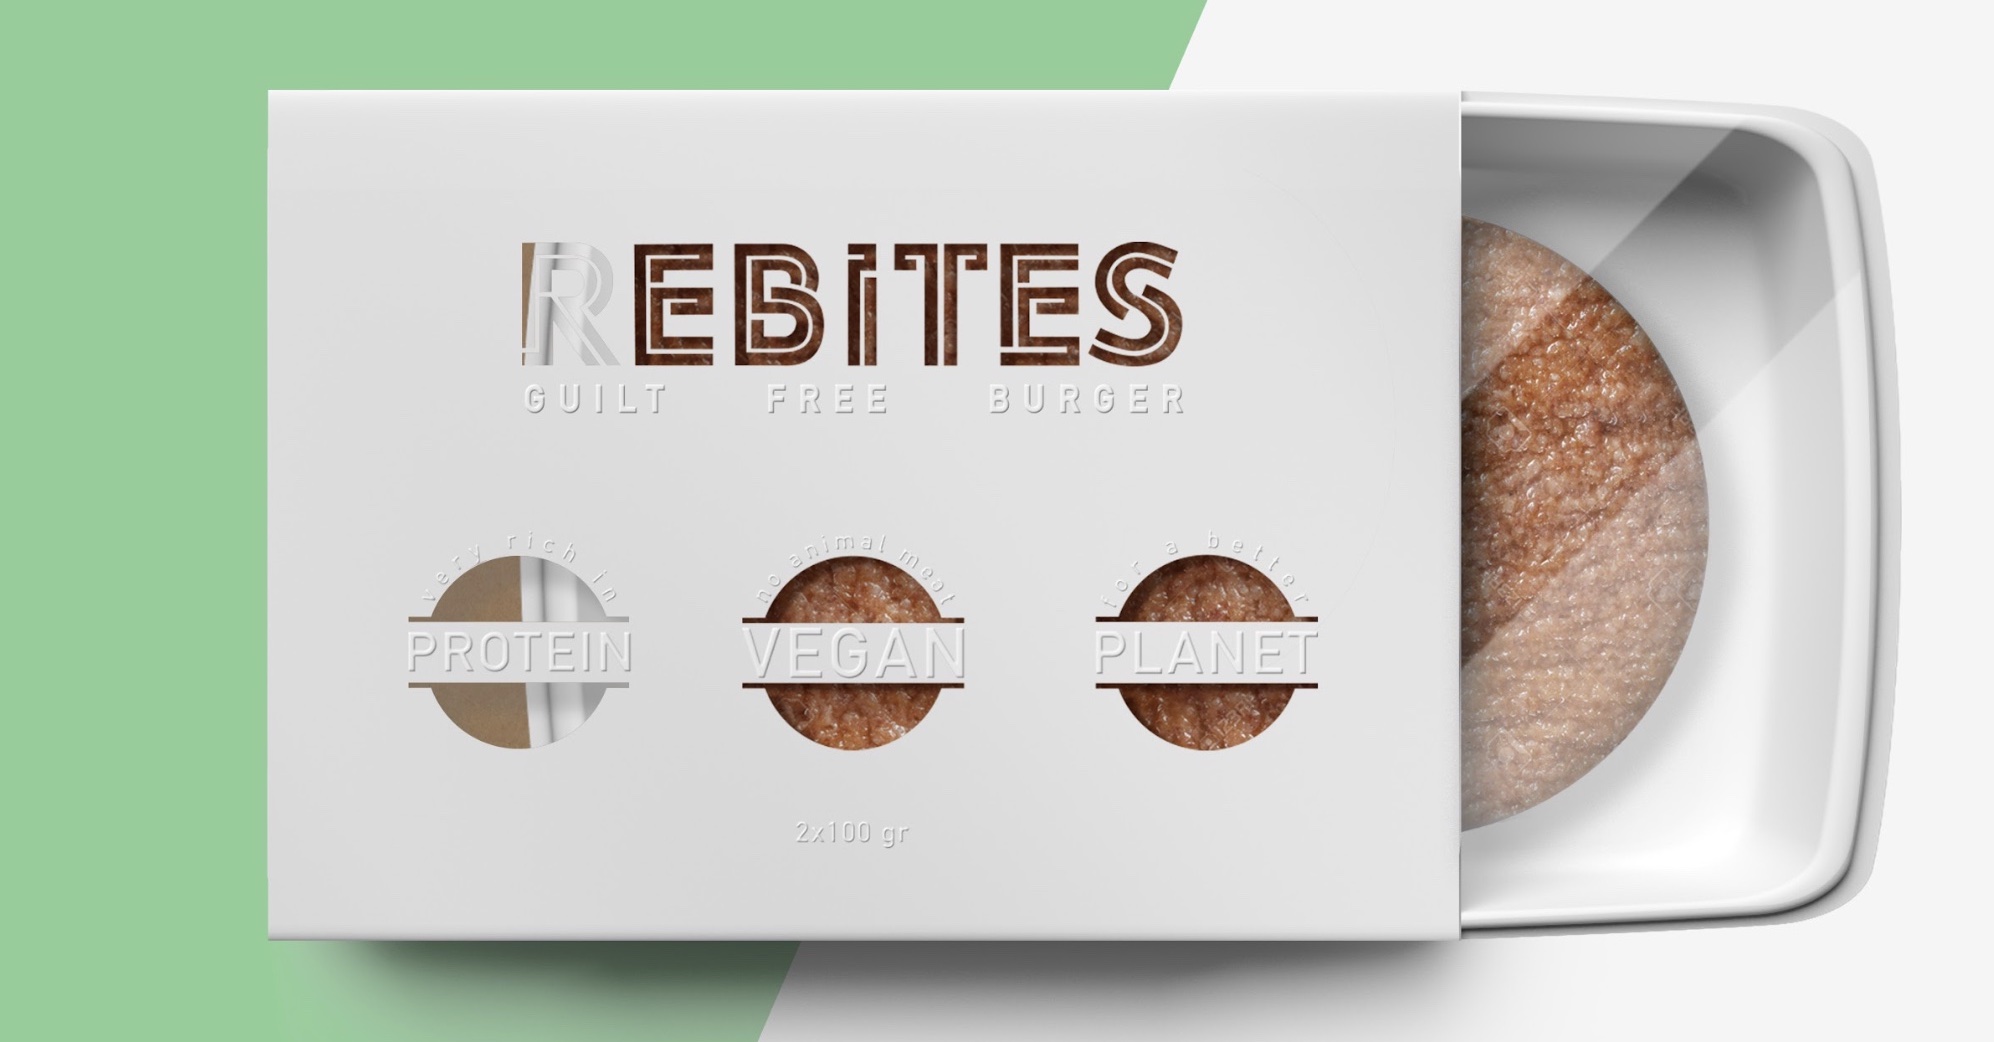 REBiTES
GUILT FREE BURGER
very rich in
PROTEIN
no animal meat
VEGAN
for a better
PLANET
2x100 gr